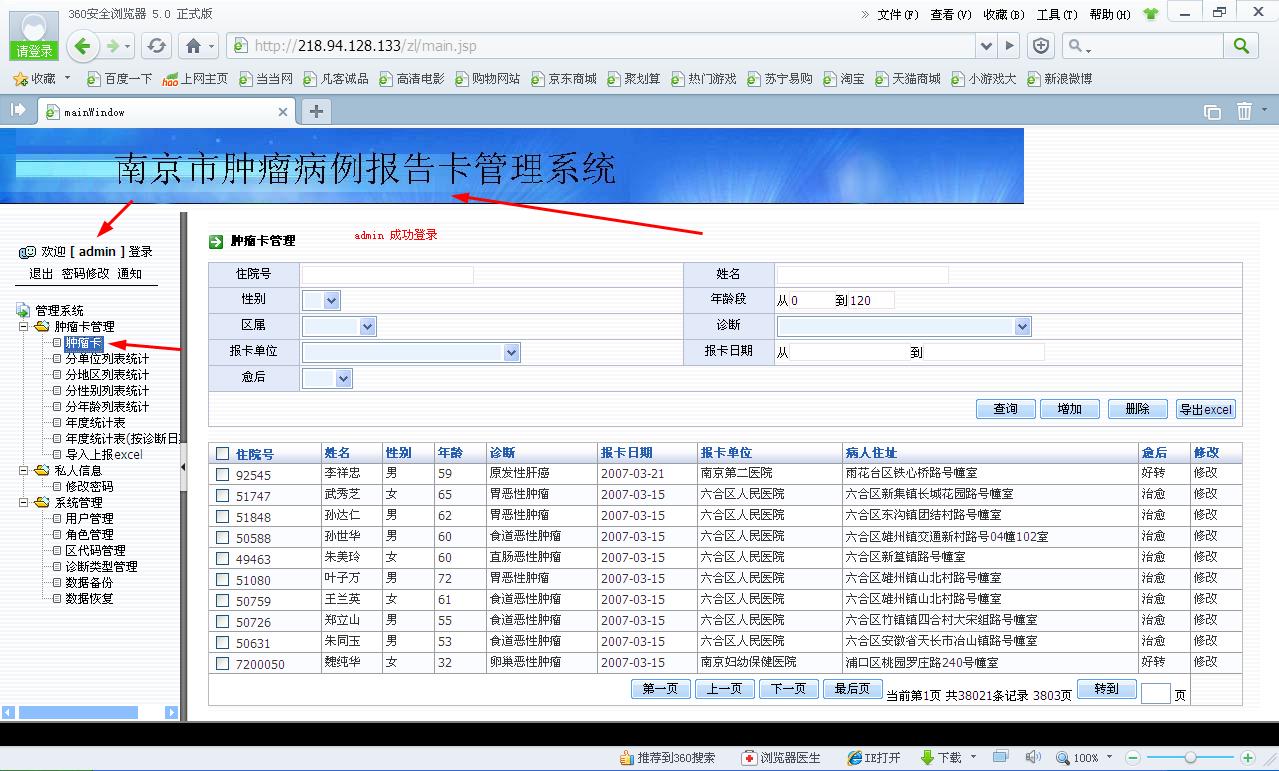 360安全浏览器 5.0 正式版
» 文件(F) 查看(V) 收藏(B) 工具(T) 帮助(H)
请登录
http://218.94.128.133/zl/main.jsp
收藏 百度一下 上网主页 当当网 凡客诚品 高清电影 购物网站 京东商城 聚划算 热门游戏 苏宁易购 淘宝 天猫商城 小游戏大 新浪微博
mainWindow
南京市肿瘤病例报告卡管理系统
欢迎 [ admin ] 登录
退出 密码修改 通知
管理系统
肿瘤卡管理
肿瘤卡
分单位列表统计
分地区列表统计
分性别列表统计
分年龄列表统计
年度统计表
年度统计表(按诊断日
导入上报excel
私人信息
修改密码
系统管理
用户管理
角色管理
区代码管理
诊断类型管理
数据备份
数据恢复
肿瘤卡管理 admin 成功登录
住院号 姓名
性别 年龄段 从 0 到 120
区属 诊断
报卡单位 报卡日期 从 到
愈后
查询 增加 删除 导出excel
住院号 姓名 性别 年龄 诊断 报卡日期 报卡单位 病人住址 愈后 修改
92545 李祥忠 男 59 原发性肝癌 2007-03-21 南京第二医院 雨花台区铁心桥路号幢室 好转 修改
51747 武秀芝 女 65 胃恶性肿瘤 2007-03-15 六合区人民医院 六合区新集镇长城花园路号幢室 治愈 修改
51848 孙达仁 男 62 胃恶性肿瘤 2007-03-15 六合区人民医院 六合区东沟镇团结村路号幢室 治愈 修改
50588 孙世华 男 60 食道恶性肿瘤 2007-03-15 六合区人民医院 六合区雄州镇交通新村路号04幢102室 治愈 修改
49463 朱美玲 女 60 直肠恶性肿瘤 2007-03-15 六合区人民医院 六合区新篁镇路号幢室 治愈 修改
51080 叶子万 男 72 胃恶性肿瘤 2007-03-15 六合区人民医院 六合区雄州镇山北村路号幢室 治愈 修改
50759 王兰英 女 61 食道恶性肿瘤 2007-03-15 六合区人民医院 六合区雄州镇山北村路号幢室 治愈 修改
50726 郑立山 男 55 食道恶性肿瘤 2007-03-15 六合区人民医院 六合区竹镇镇四合村大宋组路号幢室 治愈 修改
50631 朱同玉 男 53 食道恶性肿瘤 2007-03-15 六合区人民医院 六合区安徽省天长市冶山镇路号幢室 治愈 修改
7200050 魏纯华 女 32 卵巢恶性肿瘤 2007-03-15 南京妇幼保健医院 浦口区桃园罗庄路240号幢室 好转 修改
第一页 上一页 下一页 最后页 当前第1页 共38021条记录 3803页 转到 页
推荐到360搜索 浏览器医生 IE打开 下载 100%